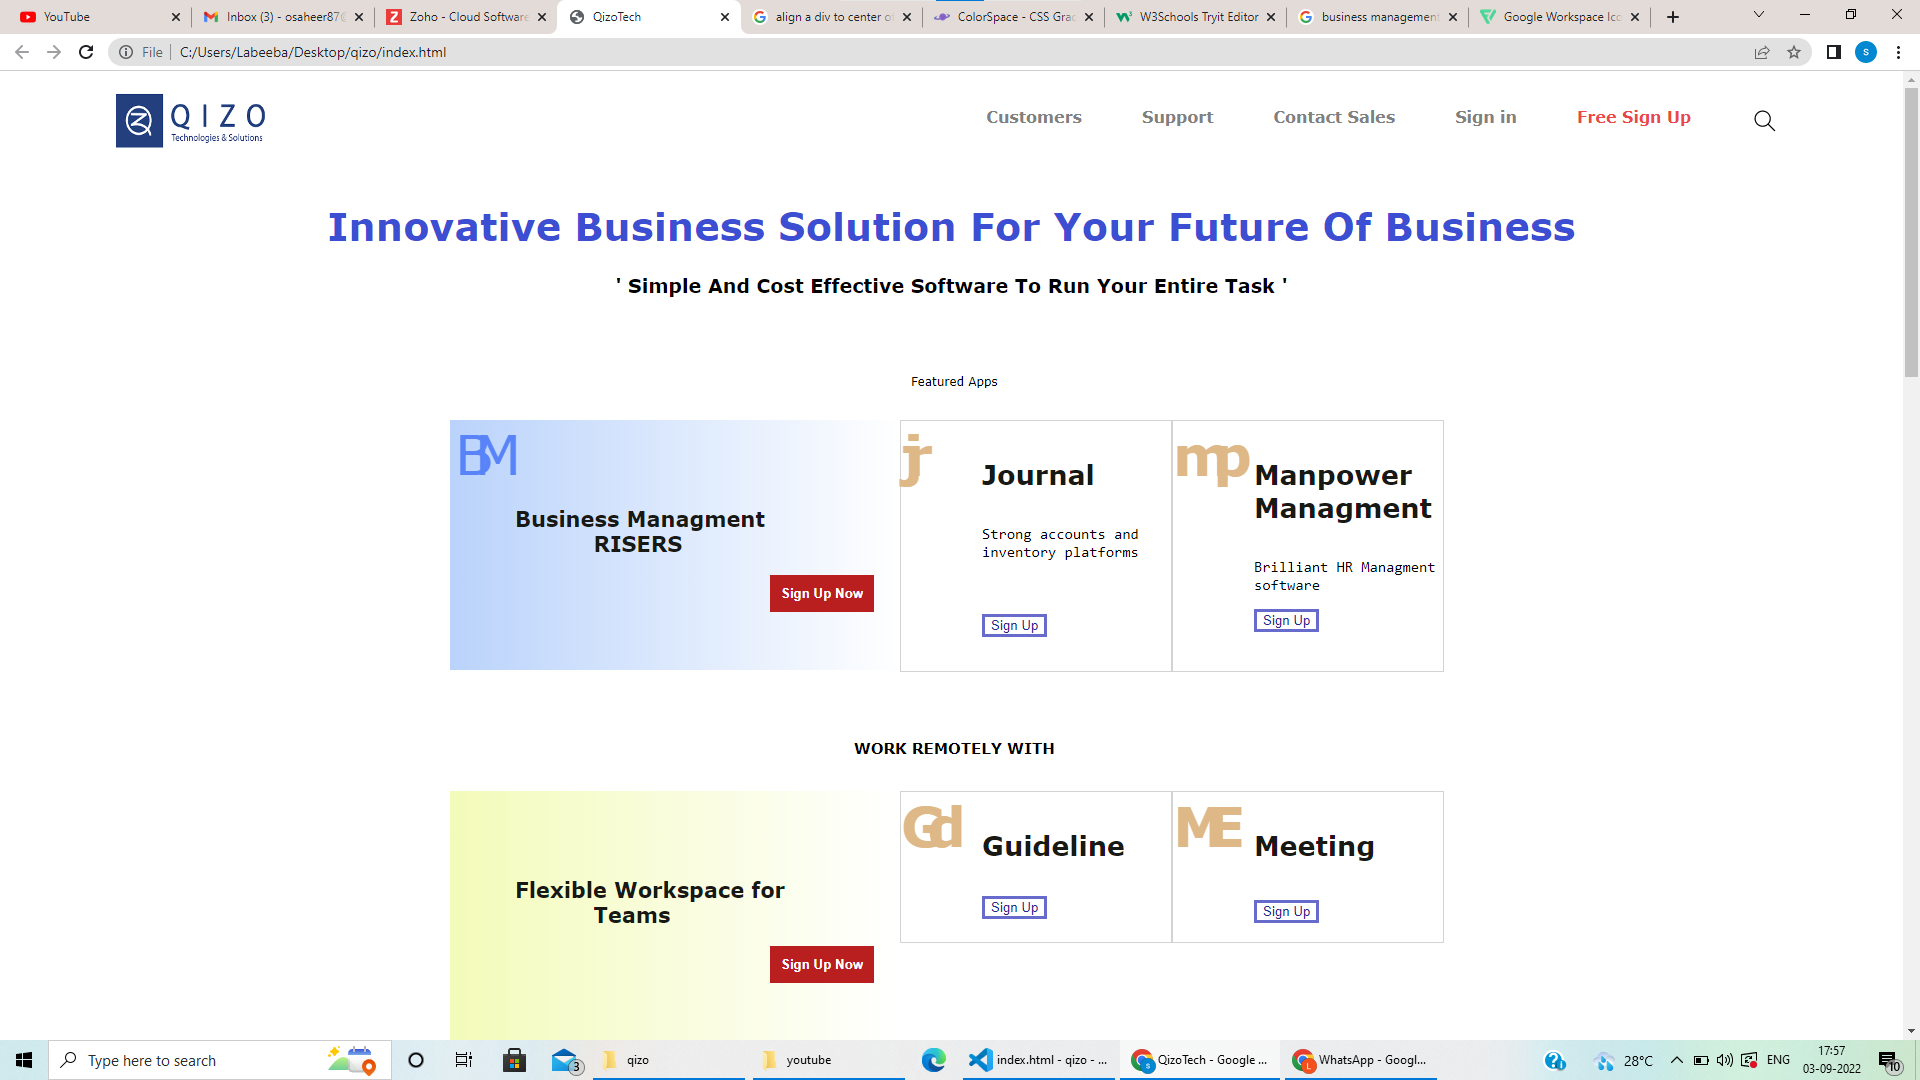 YouTube
Inbox (3) - osaheer87@
Zoho - Cloud Software
QizoTech
align a div to center of
ColorSpace - CSS Grad
W3Schools Tryit Editor
business management
Google Workspace Ico
File
C:/Users/Labeeba/Desktop/qizo/index.html
S
QIZO
Technologies & Solutions
Customers
Support
Contact Sales
Sign in
Free Sign Up
Innovative Business Solution For Your Future Of Business
' Simple And Cost Effective Software To Run Your Entire Task '
Featured Apps
BM
Business Managment
RISERS
Sign Up Now
jr
Journal
Strong accounts and
inventory platforms
Sign Up
mp
Manpower
Managment
Brilliant HR Managment
software
Sign Up
WORK REMOTELY WITH
Flexible Workspace for
Teams
Sign Up Now
Gd
Guideline
Sign Up
ME
Meeting
Sign Up
Type here to search
3
qizo
youtube
index.html - qizo - ...
QizoTech - Google ...
WhatsApp - Googl...
28°C
ENG
17:57
03-09-2022
10